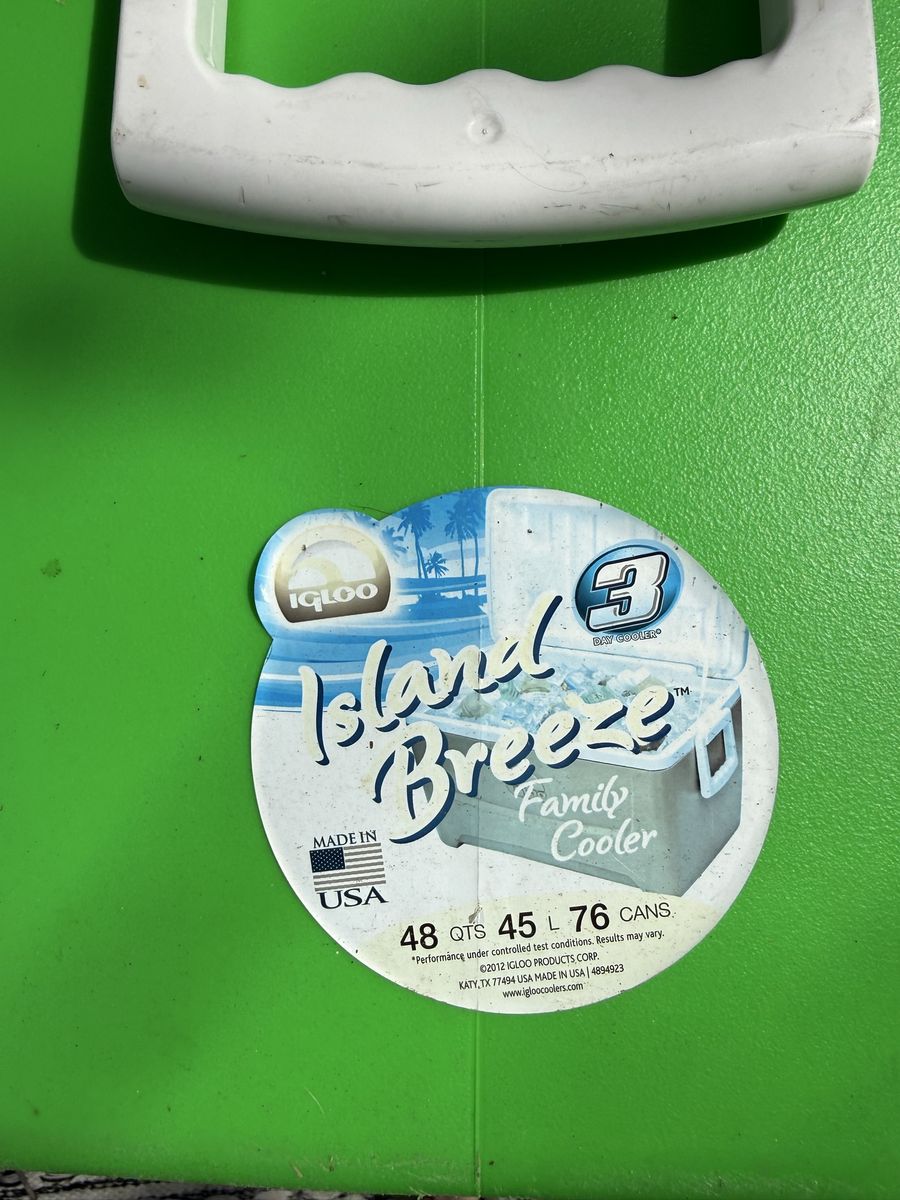 IGLOO
3
DAY COOLER*
Island
Breeze™
Family
Cooler
MADE IN
USA
48 QTS 45 L 76 CANS
*Performance under controlled test conditions. Results may vary.
©2012 IGLOO PRODUCTS CORP.
KATY, TX 77494 USA MADE IN USA | 4894923
www.igloocoolers.com